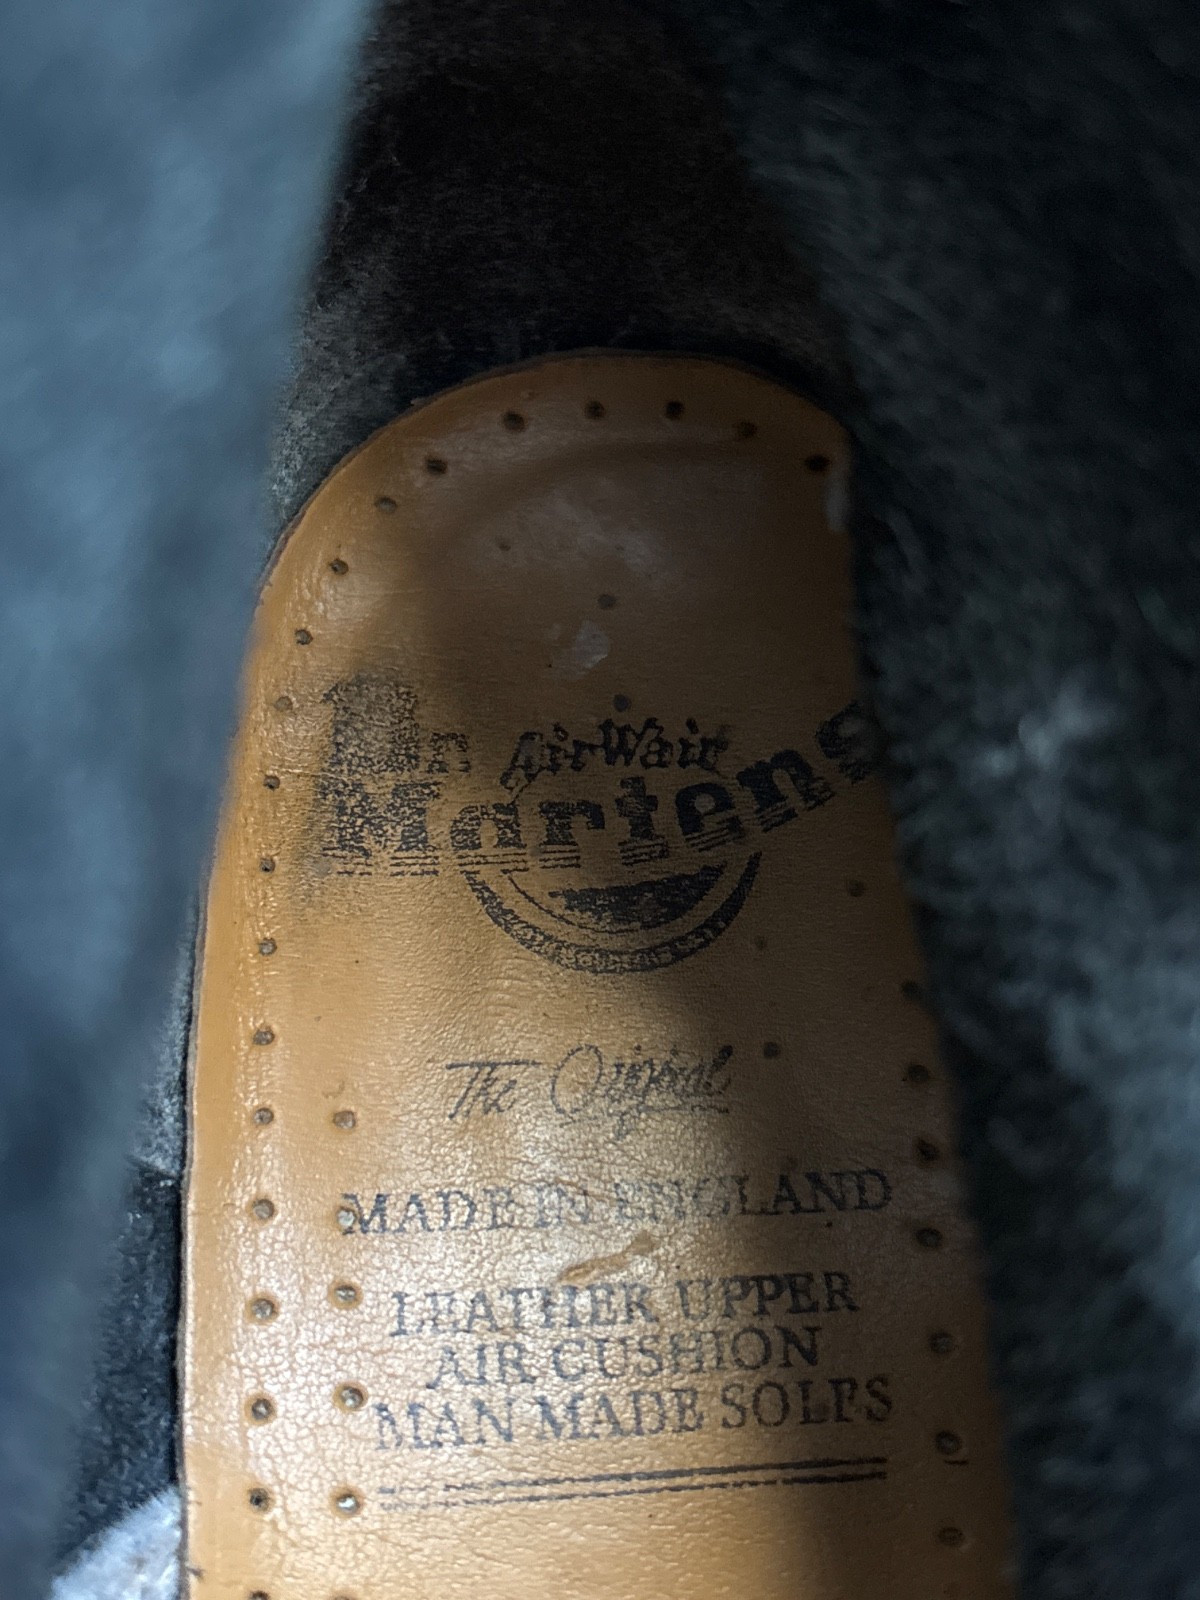 Dr. AirWair
Martens
The Original
MADE IN ENGLAND
LEATHER UPPER
AIR CUSHION
MAN MADE SOLES